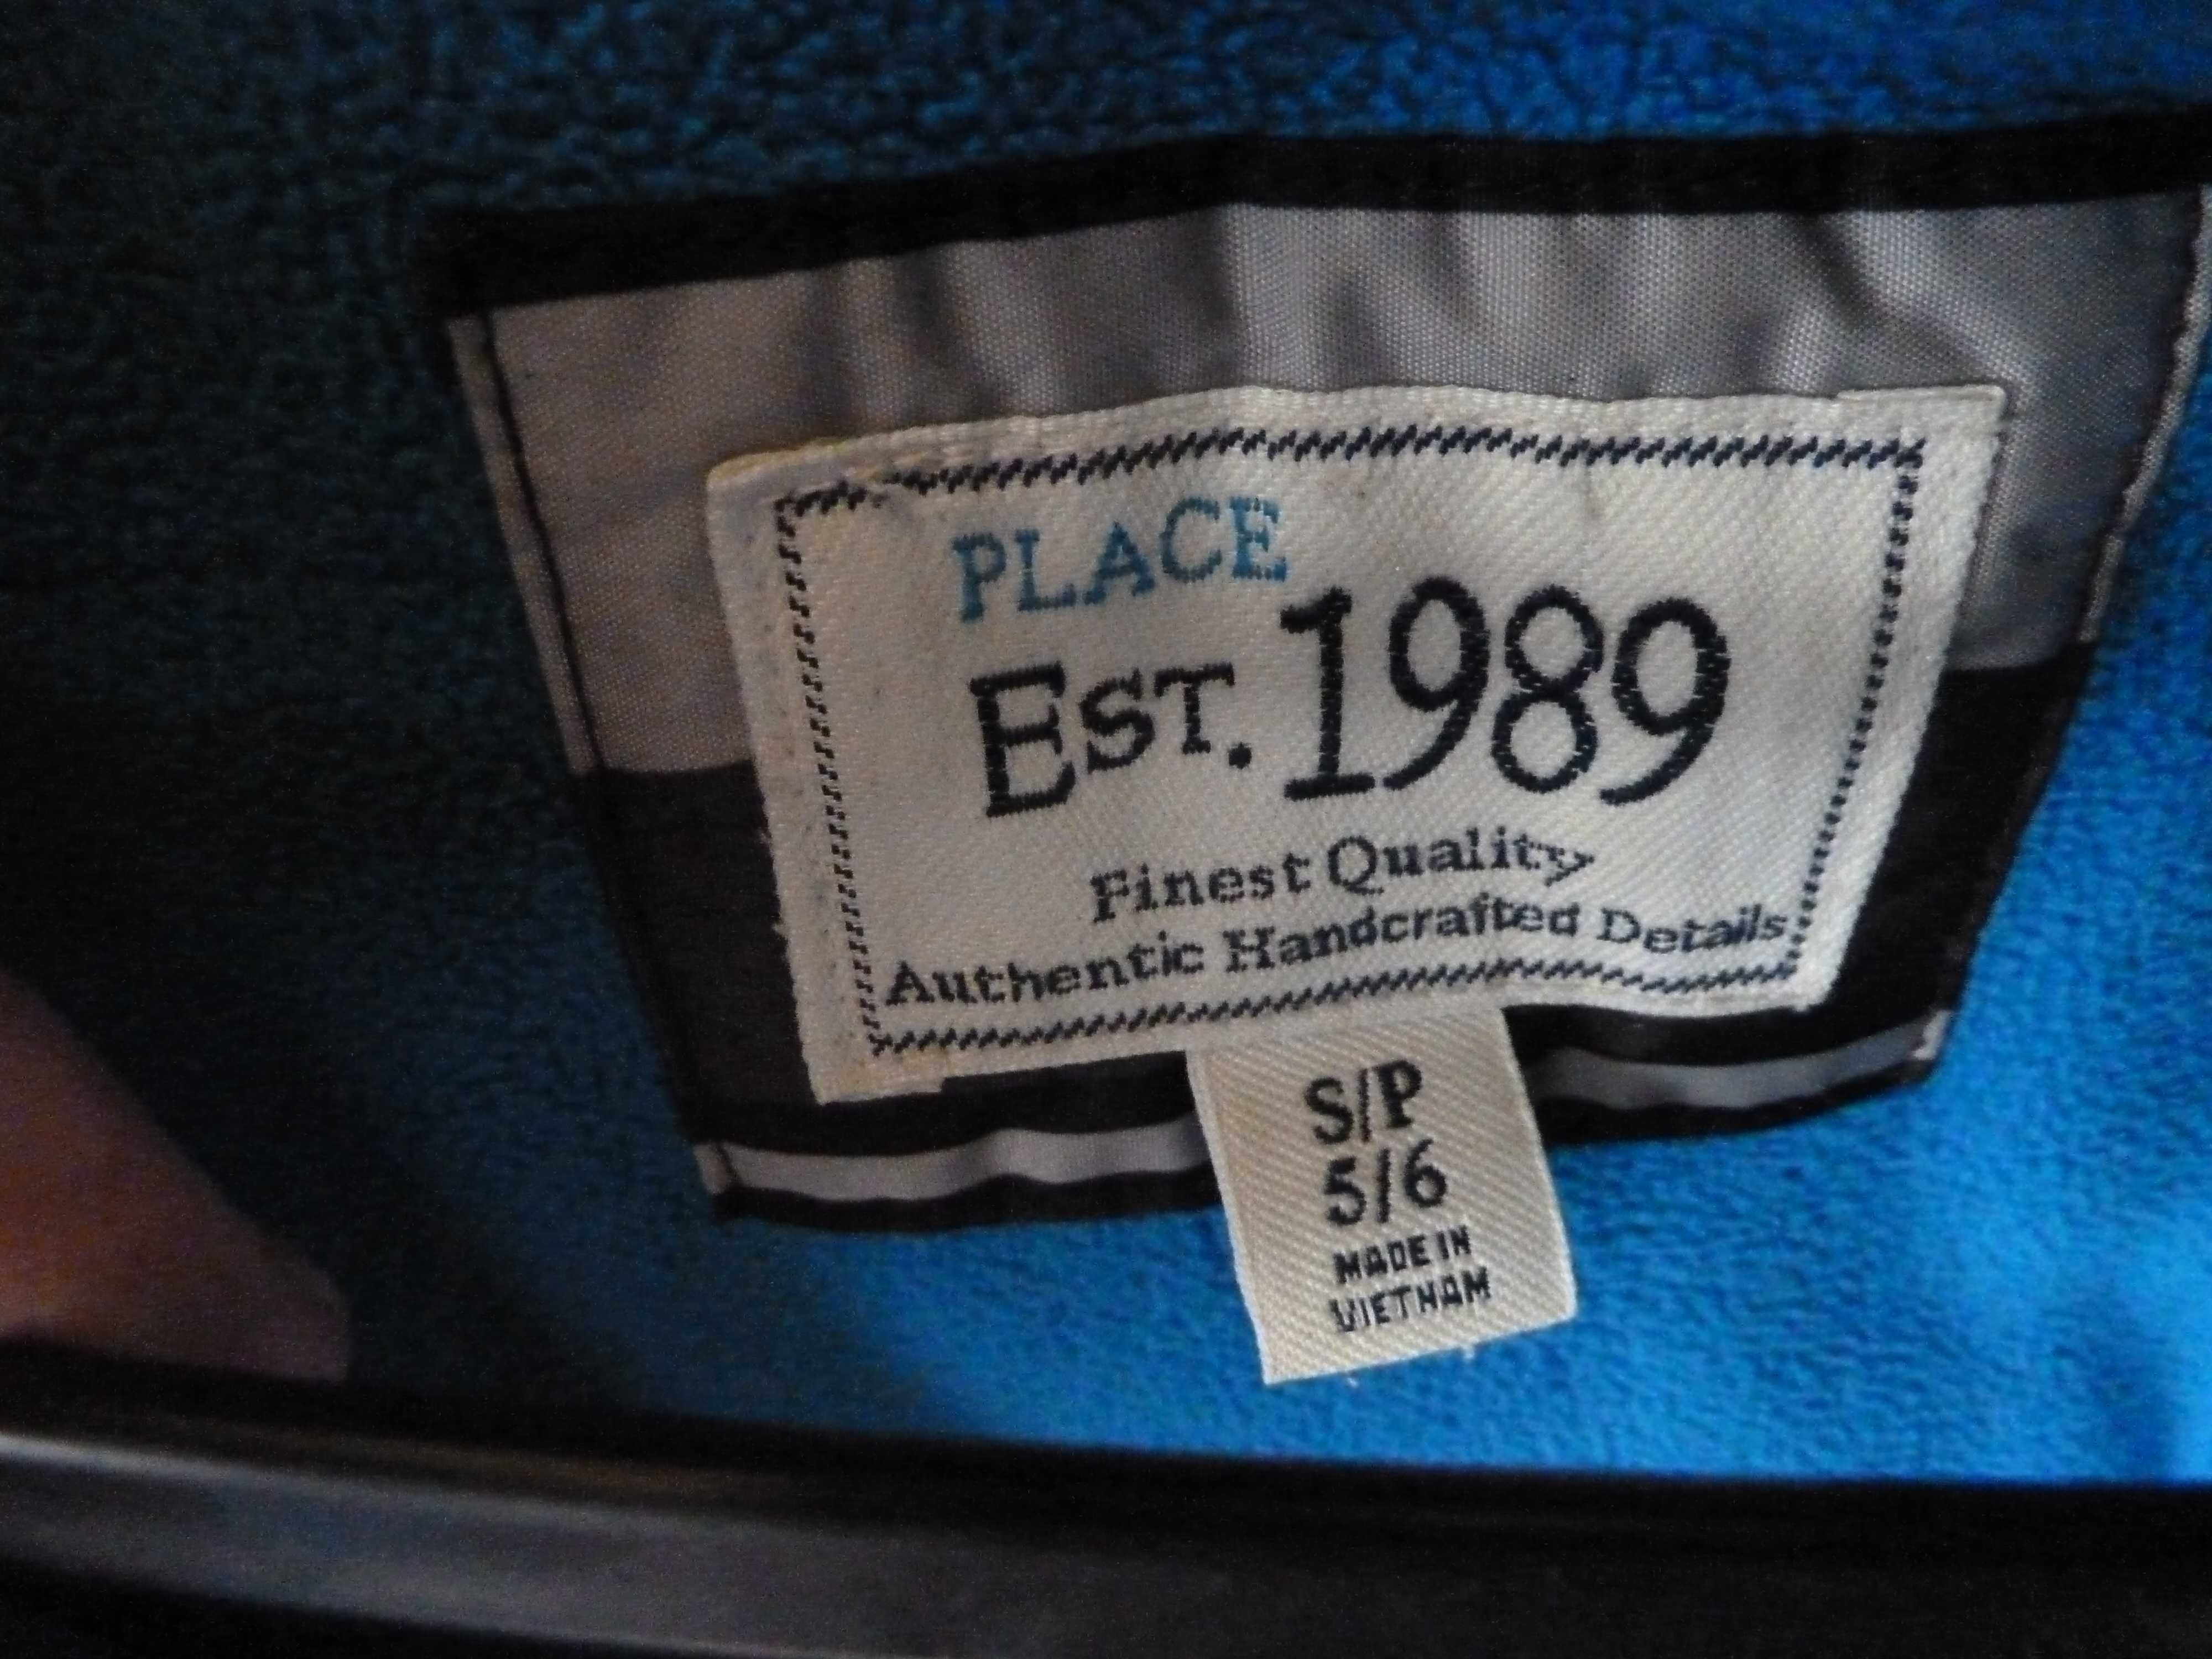 PLACE
EST. 1989
Finest Quality
Authentic Handcrafted Details
S/P
5/6
MADE IN
VIETNAM